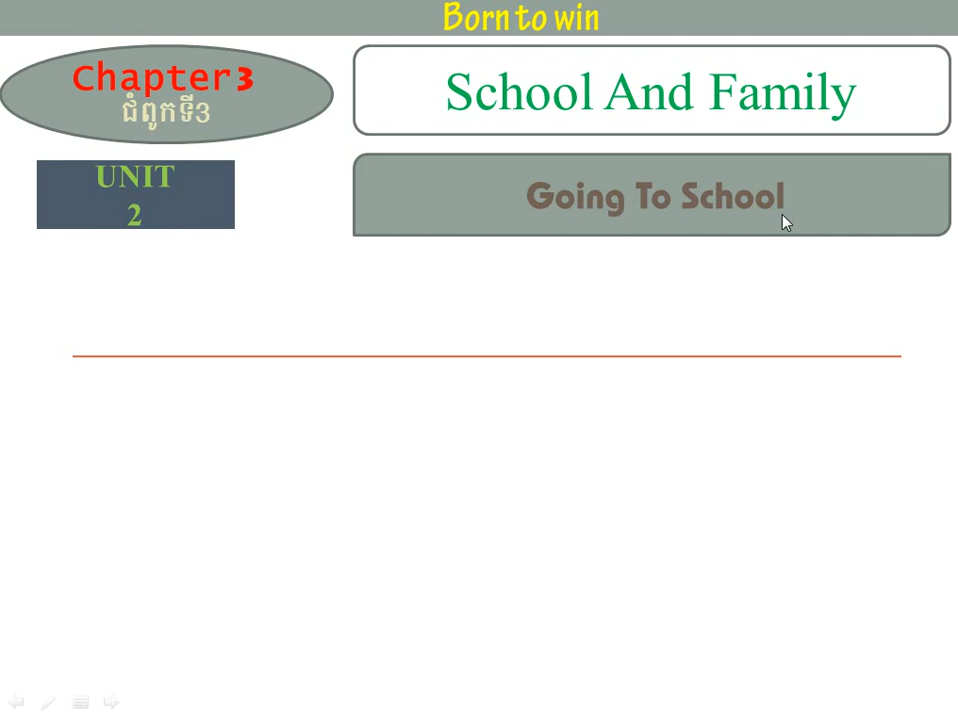 Born to win
Chapter3
ជំពូកទី3
School And Family
UNIT
2
Going To School